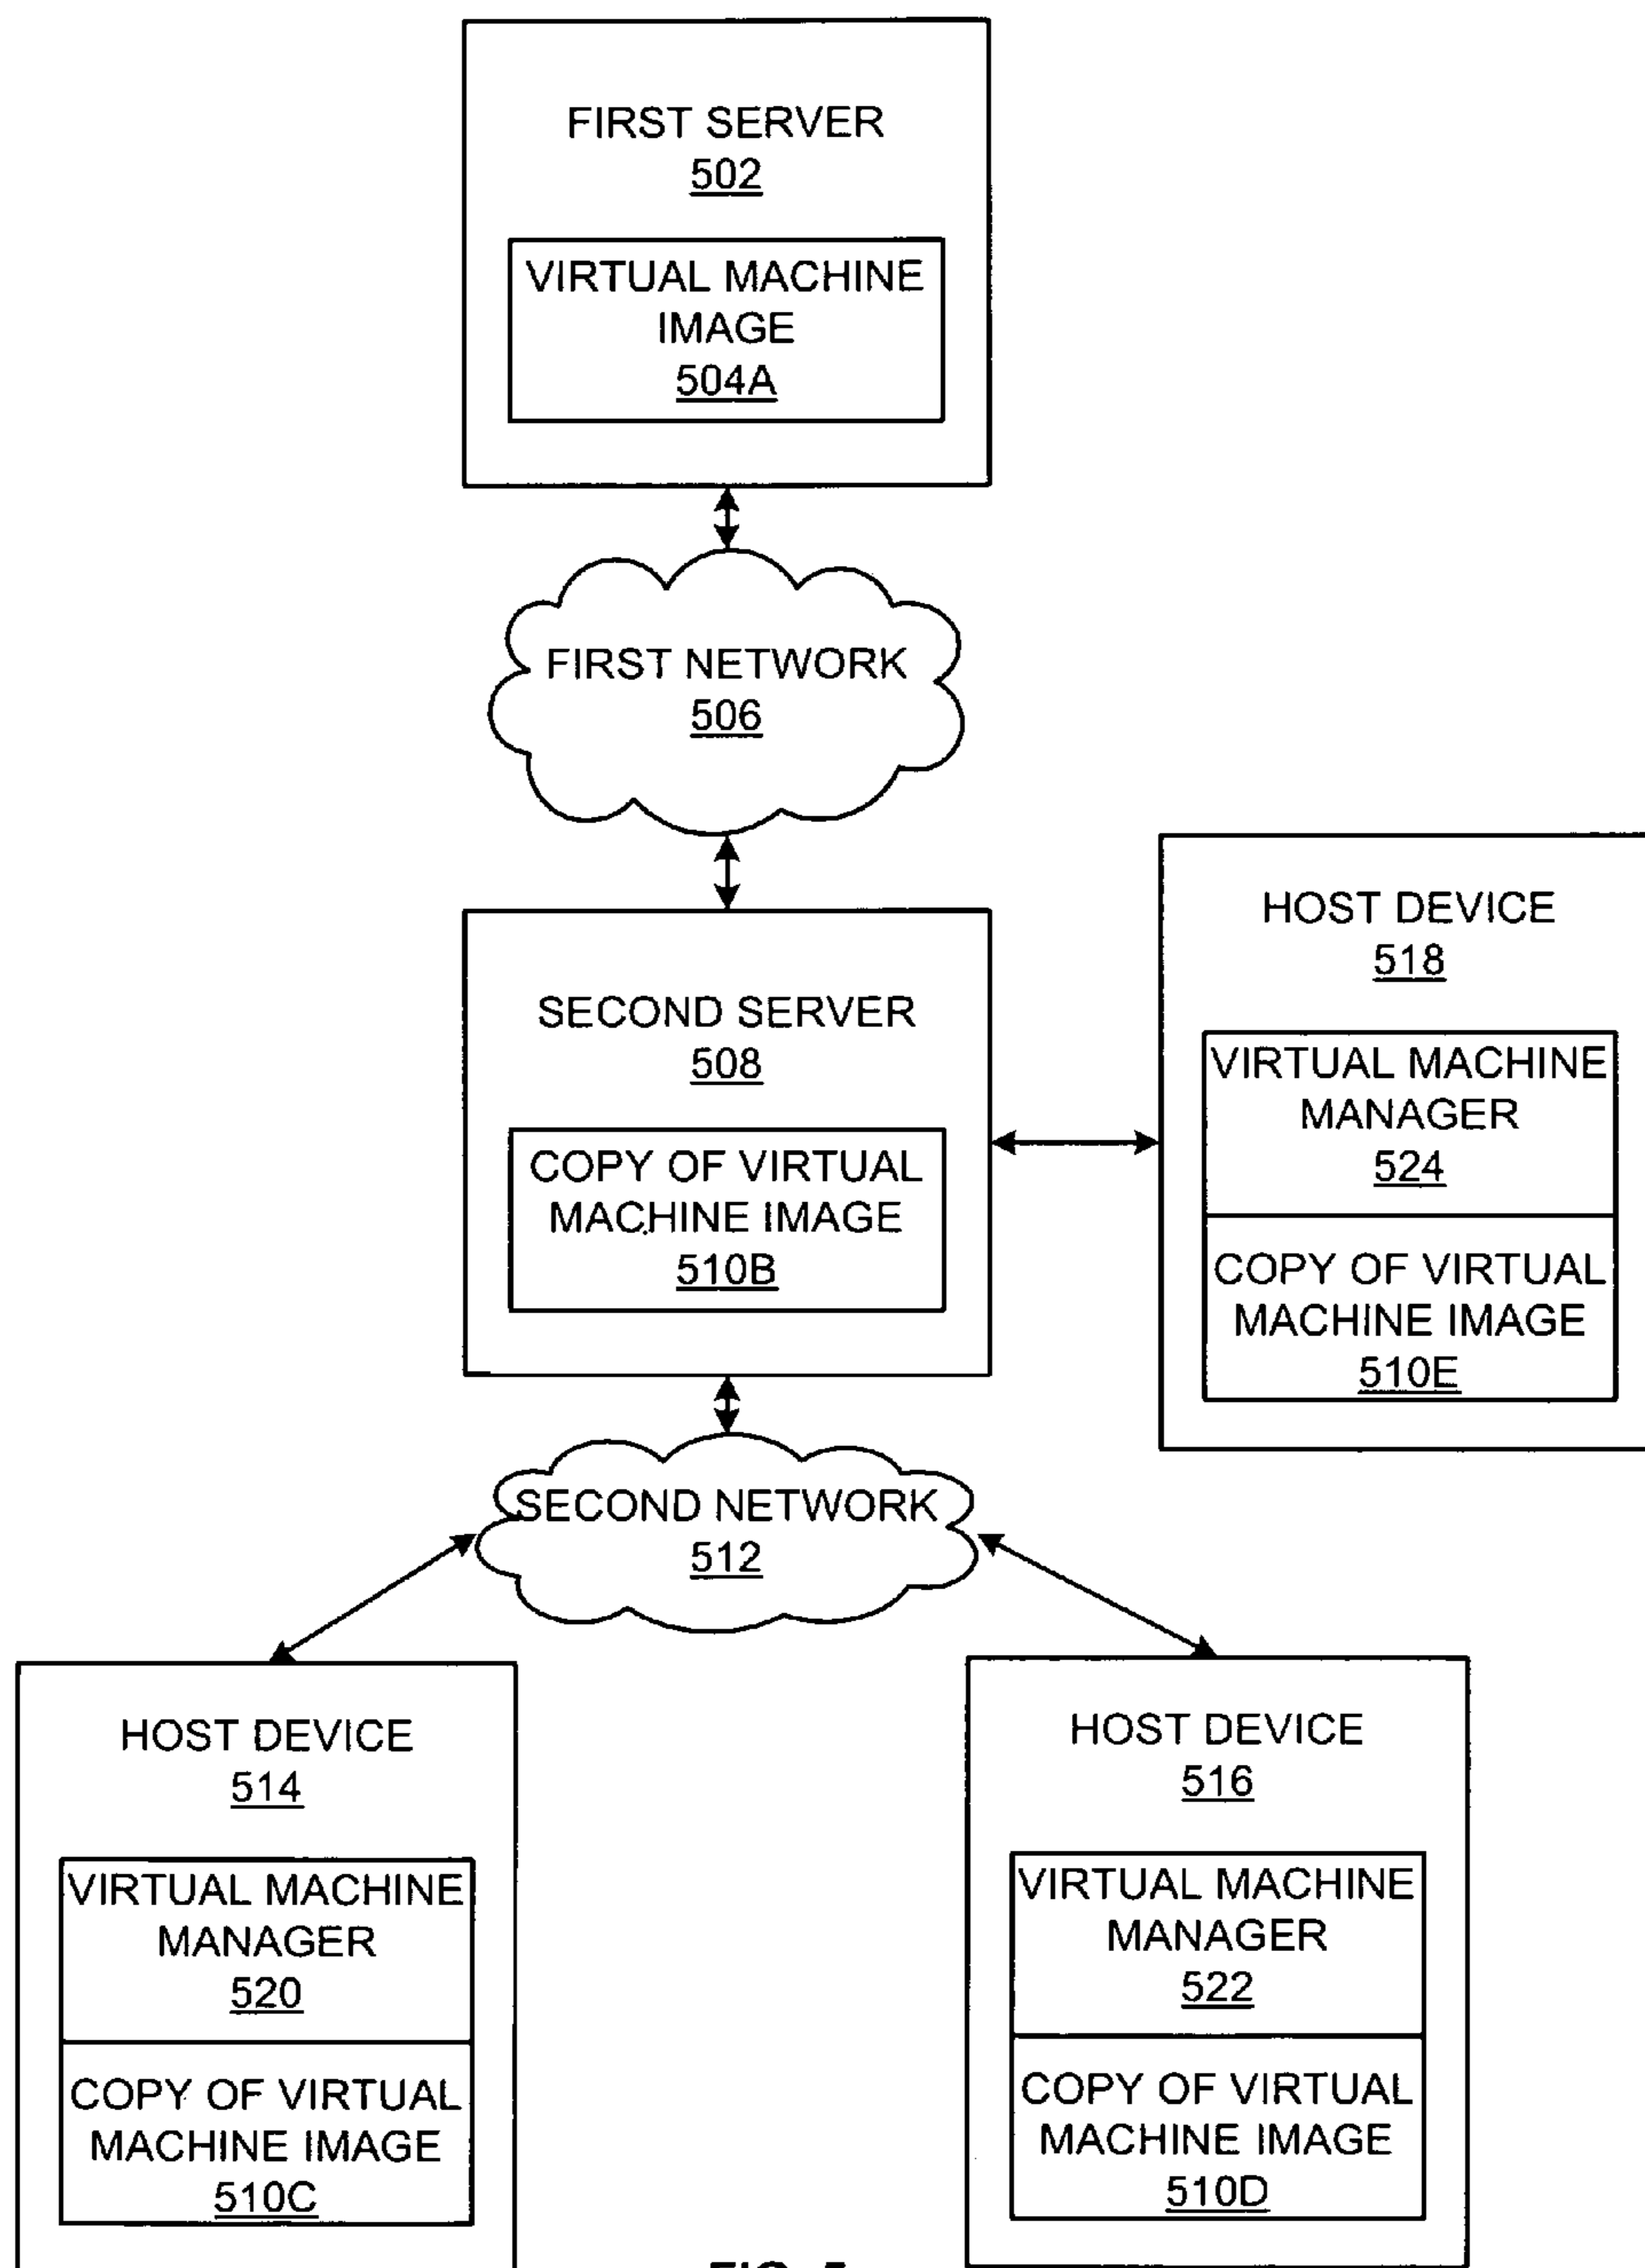 FIRST SERVER
502
VIRTUAL MACHINE
IMAGE
504A
FIRST NETWORK
506
HOST DEVICE
518
SECOND SERVER
508
VIRTUAL MACHINE
MANAGER
524
COPY OF VIRTUAL
MACHINE IMAGE
510B
COPY OF VIRTUAL
MACHINE IMAGE
510E
SECOND NETWORK
512
HOST DEVICE
514
VIRTUAL MACHINE
MANAGER
520
COPY OF VIRTUAL
MACHINE IMAGE
510C
HOST DEVICE
516
VIRTUAL MACHINE
MANAGER
522
COPY OF VIRTUAL
MACHINE IMAGE
510D